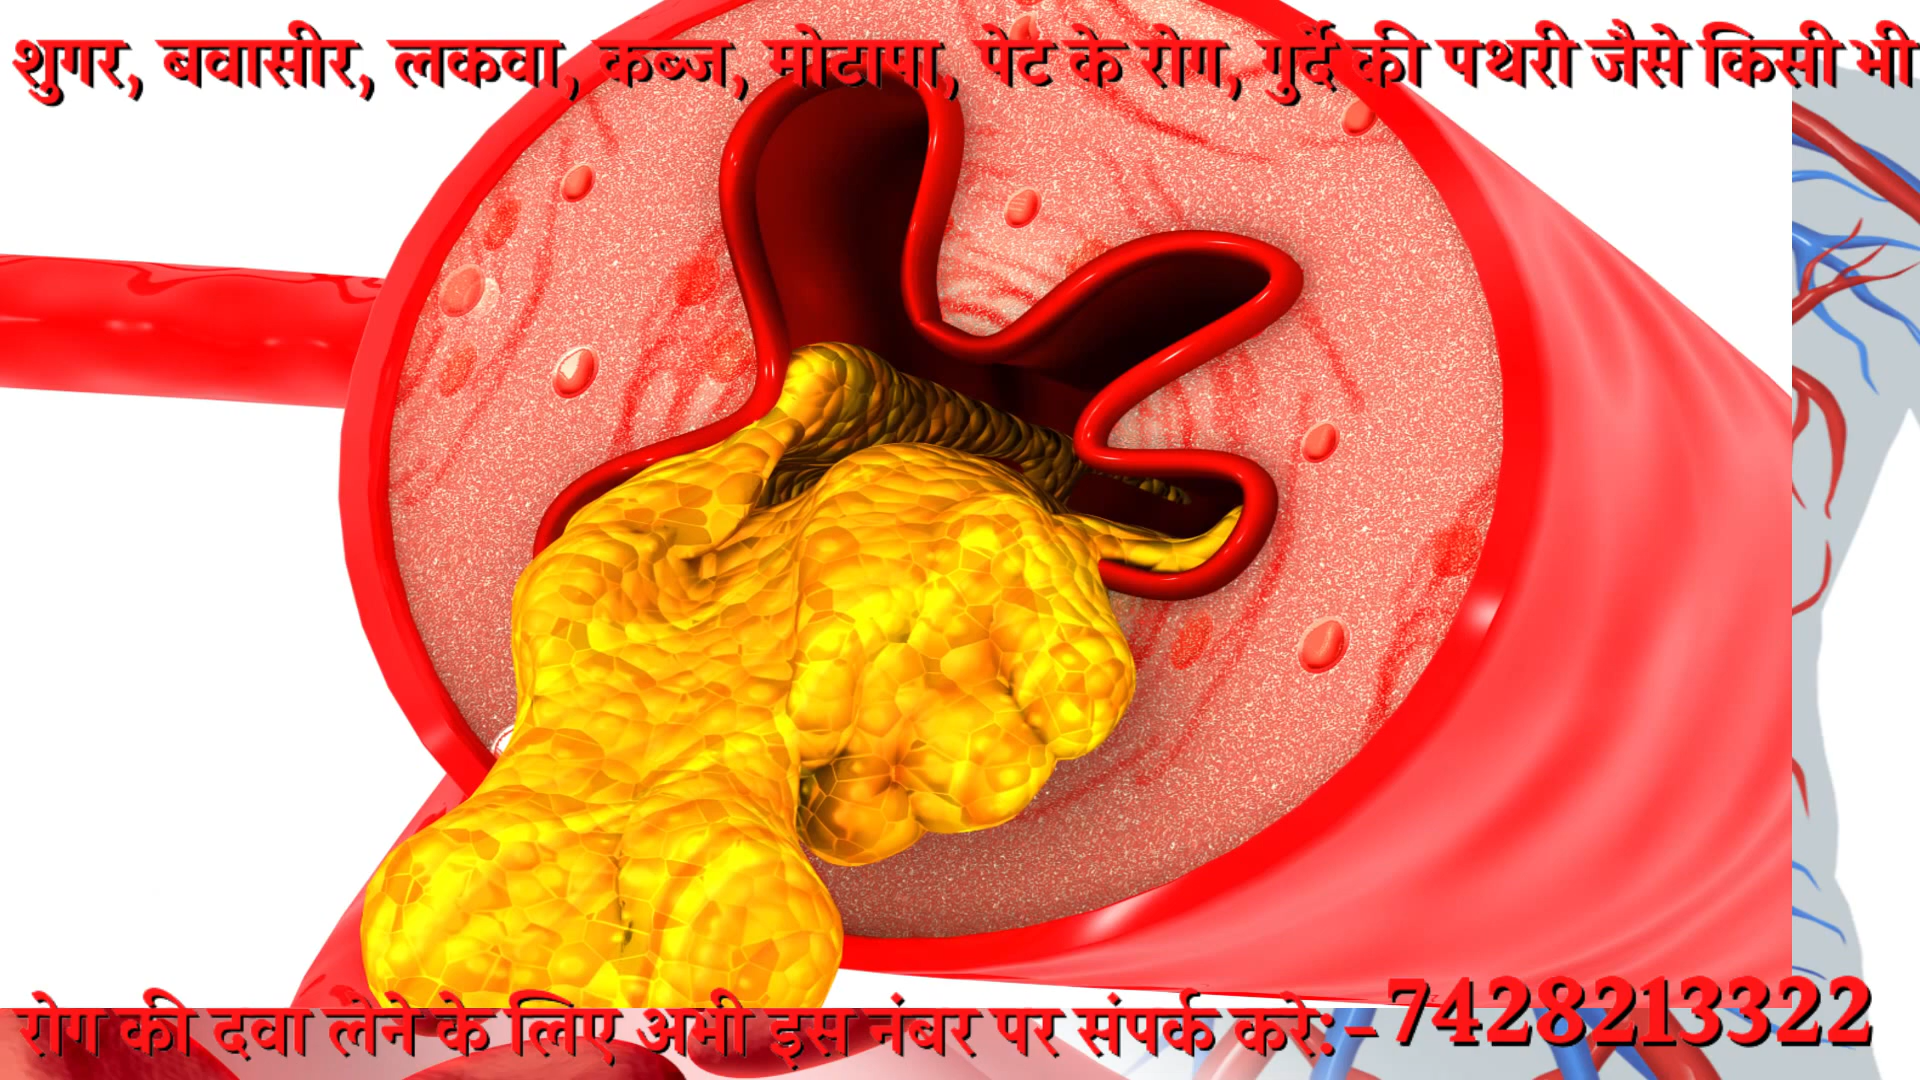 शुगर, बवासीर, लकवा, कब्ज, मोटापा, पेट के रोग, गुर्दे की पथरी जैसे किसी भी
रोग की दवा लेने के लिए अभी इस नंबर पर संपर्क करे:-7428213322